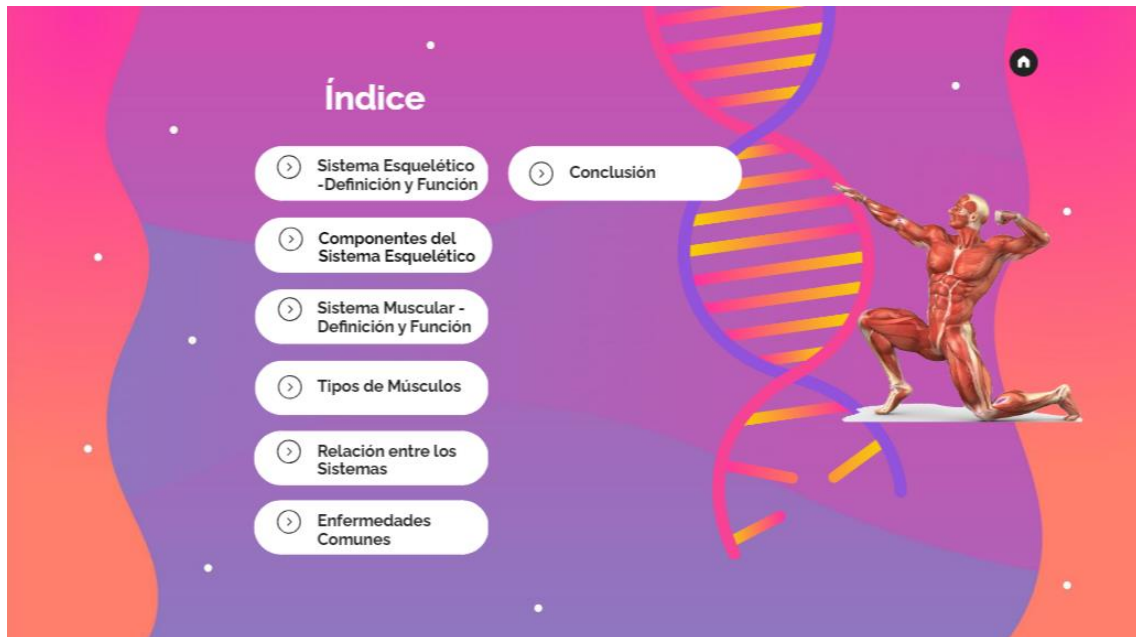 Índice
Sistema Esquelético
-Definición y Función
Componentes del
Sistema Esquelético
Sistema Muscular -
Definición y Función
Tipos de Músculos
Relación entre los
Sistemas
Enfermedades
Comunes
Conclusión